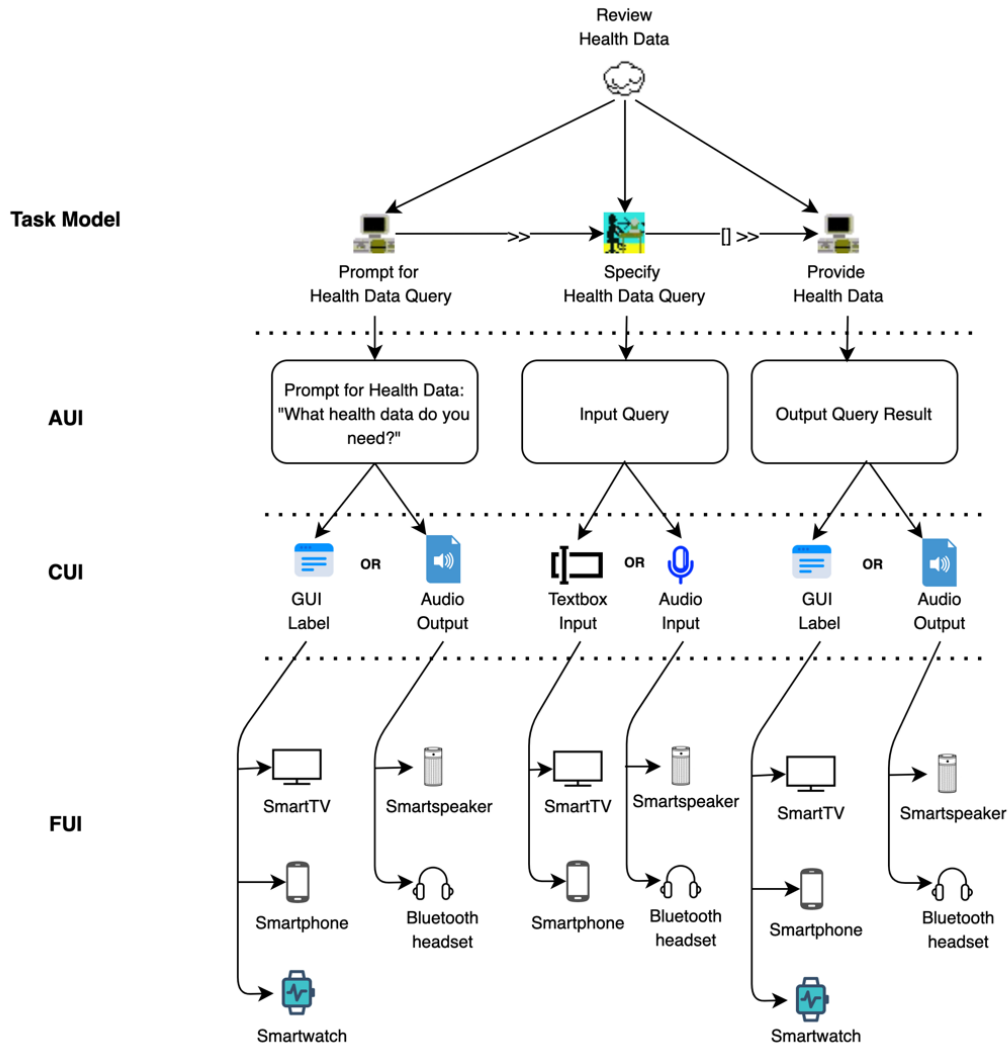 Review
Health Data
Task Model
>>
[] >>
Prompt for
Health Data Query
Specify
Health Data Query
Provide
Health Data
AUI
Prompt for Health Data:
"What health data do you
need?"
Input Query
Output Query Result
CUI
OR
OR
OR
GUI
Label
Audio
Output
Textbox
Input
Audio
Input
GUI
Label
Audio
Output
FUI
SmartTV
Smartspeaker
SmartTV
Smartspeaker
SmartTV
Smartspeaker
Smartphone
Bluetooth
headset
Smartphone
Bluetooth
headset
Smartphone
Bluetooth
headset
Smartwatch
Smartwatch